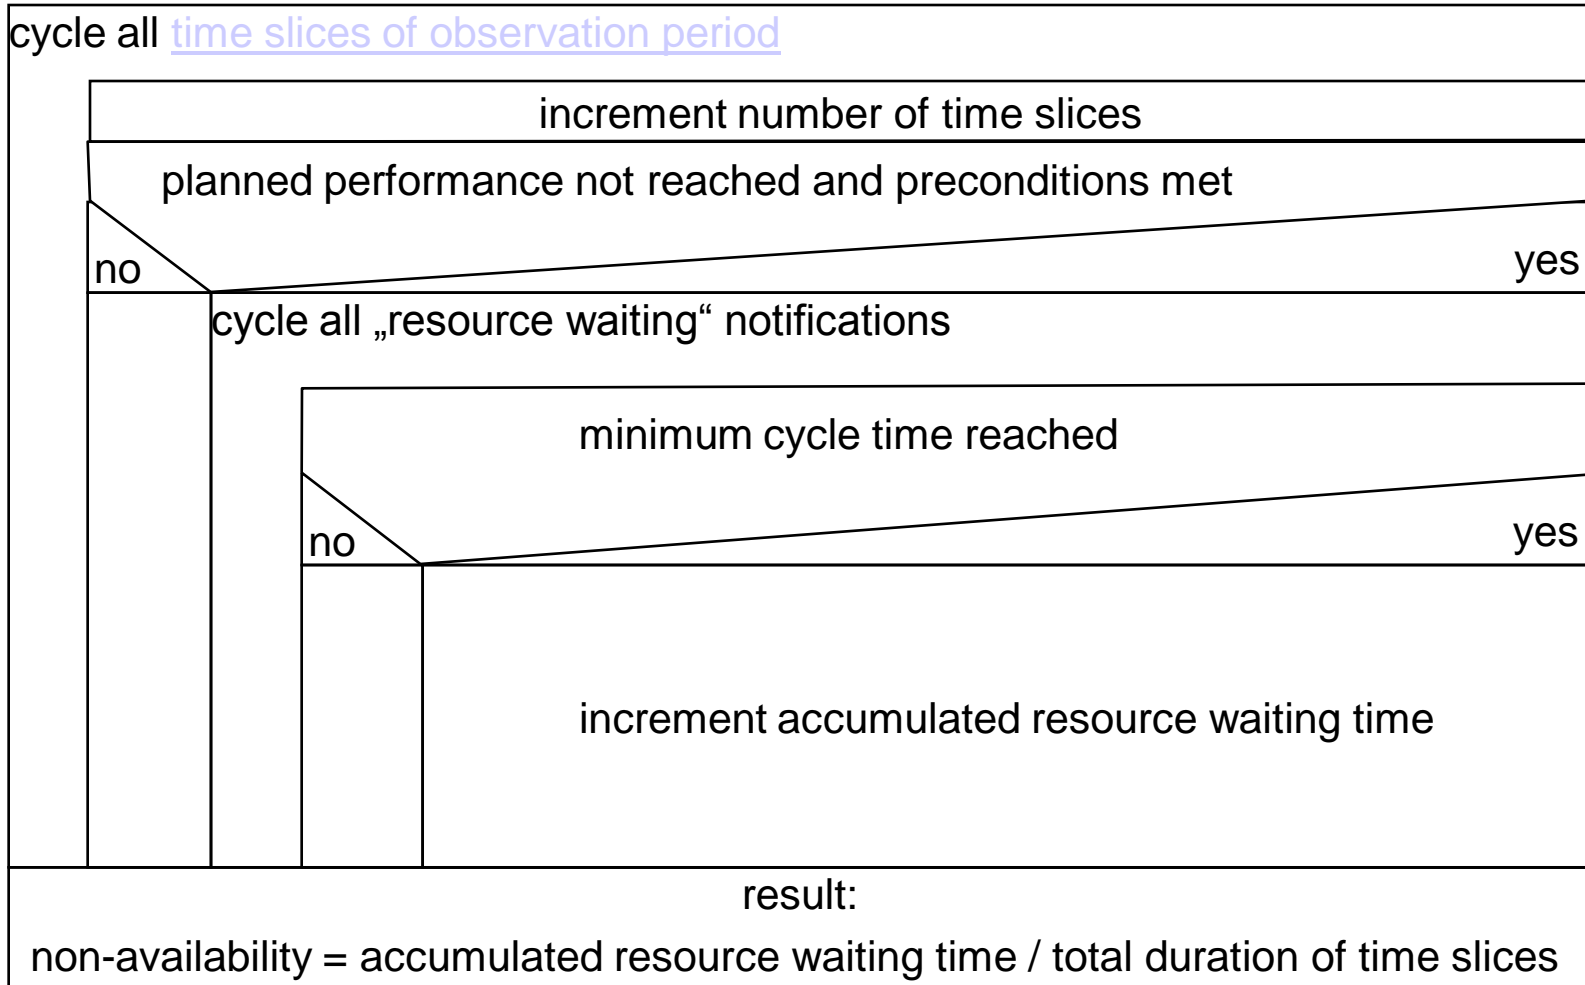 cycle all time slices of observation period
increment number of time slices
planned performance not reached and preconditions met
no
yes
cycle all „resource waiting“ notifications
minimum cycle time reached
no
yes
increment accumulated resource waiting time
result:
non-availability = accumulated resource waiting time / total duration of time slices